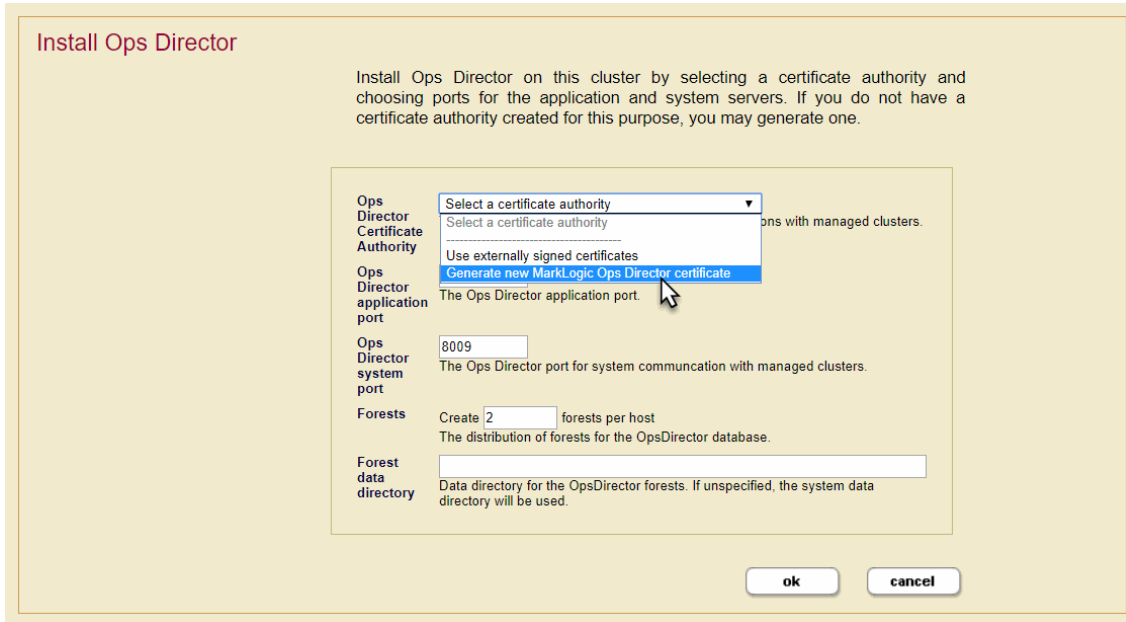 Install Ops Director
Install Ops Director on this cluster by selecting a certificate authority and
choosing ports for the application and system servers. If you do not have a
certificate authority created for this purpose, you may generate one.
Ops
Director
Certificate
Authority
Select a certificate authority
Select a certificate authority
----------------------------------------
Use externally signed certificates
Generate new MarkLogic Ops Director certificate
with managed clusters.
Ops
Director
application
port
The Ops Director application port.
Ops
Director
system
port
8009
The Ops Director port for system communcation with managed clusters.
Forests
Create 2 forests per host
The distribution of forests for the OpsDirector database.
Forest
data
directory
Data directory for the OpsDirector forests. If unspecified, the system data
directory will be used.
ok
cancel